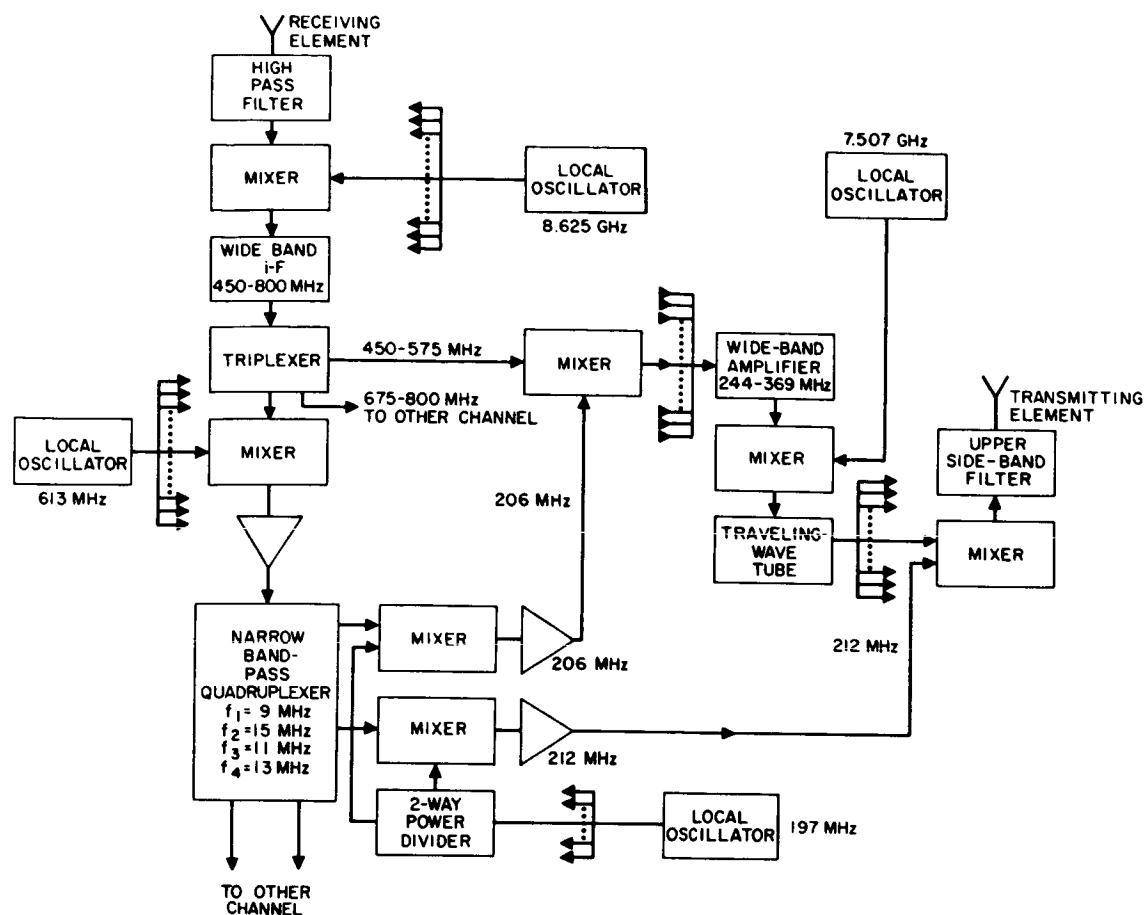 RECEIVING
ELEMENT
HIGH
PASS
FILTER
MIXER
LOCAL
OSCILLATOR
8.625 GHz
7.507 GHz
LOCAL
OSCILLATOR
WIDE BAND
i-F
450-800 MHz
TRIPLEXER
450-575 MHz
675-800 MHz
TO OTHER CHANNEL
MIXER
WIDE-BAND
AMPLIFIER
244-369 MHz
TRANSMITTING
ELEMENT
LOCAL
OSCILLATOR
613 MHz
MIXER
206 MHz
MIXER
UPPER
SIDE-BAND
FILTER
TRAVELING-
WAVE
TUBE
MIXER
212 MHz
NARROW
BAND-
PASS
QUADRUPLEXER
f1= 9 MHz
f2=15 MHz
f3=11 MHz
f4=13 MHz
MIXER
206 MHz
MIXER
212 MHz
2-WAY
POWER
DIVIDER
LOCAL
OSCILLATOR
197 MHz
TO OTHER
CHANNEL